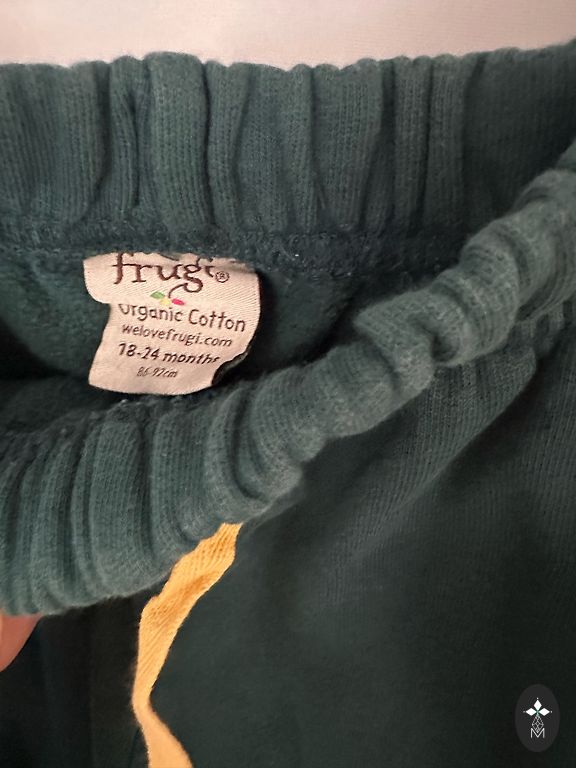 frugi®
Organic Cotton
welovefrugi.com
18-24 months
86-92cm
M